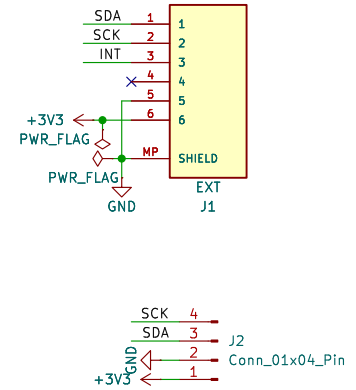 SDA 1 1
SCK 2 2
INT 3 3
4 4
5 5
+3V3 6 6
PWR_FLAG
MP SHIELD
PWR_FLAG
EXT
GND J1
SCK 4
SDA 3 J2
GND 2 Conn_01x04_Pin
+3V3 1